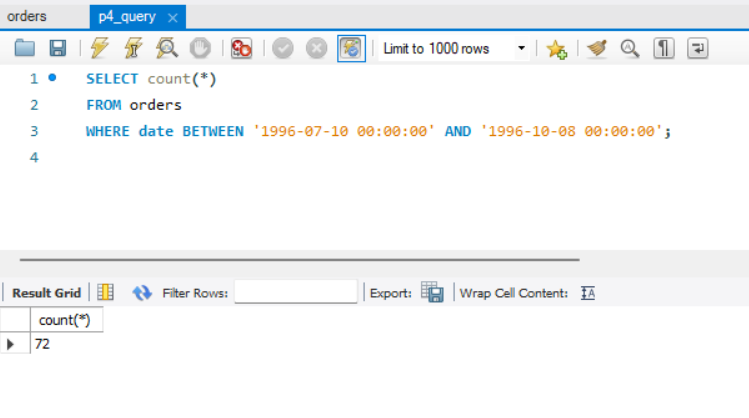 orders p4_query
Limit to 1000 rows
1 SELECT count(*)
2 FROM orders
3 WHERE date BETWEEN '1996-07-10 00:00:00' AND '1996-10-08 00:00:00';
4
Result Grid Filter Rows: Export: Wrap Cell Content:
count(*)
72